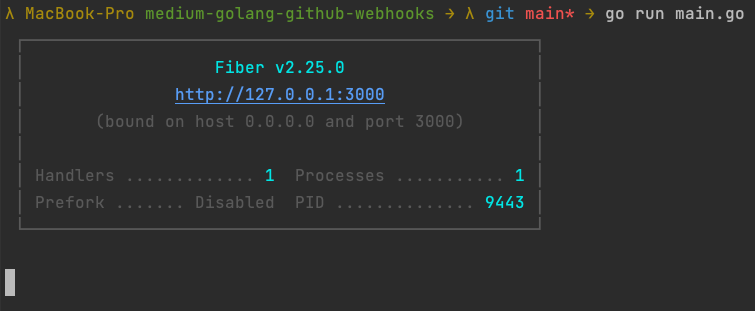 λ MacBook-Pro medium-golang-github-webhooks → λ git main* → go run main.go
Fiber v2.25.0
http://127.0.0.1:3000
(bound on host 0.0.0.0 and port 3000)
Handlers ............. 1  Processes ........... 1
Prefork ....... Disabled  PID .............. 9443